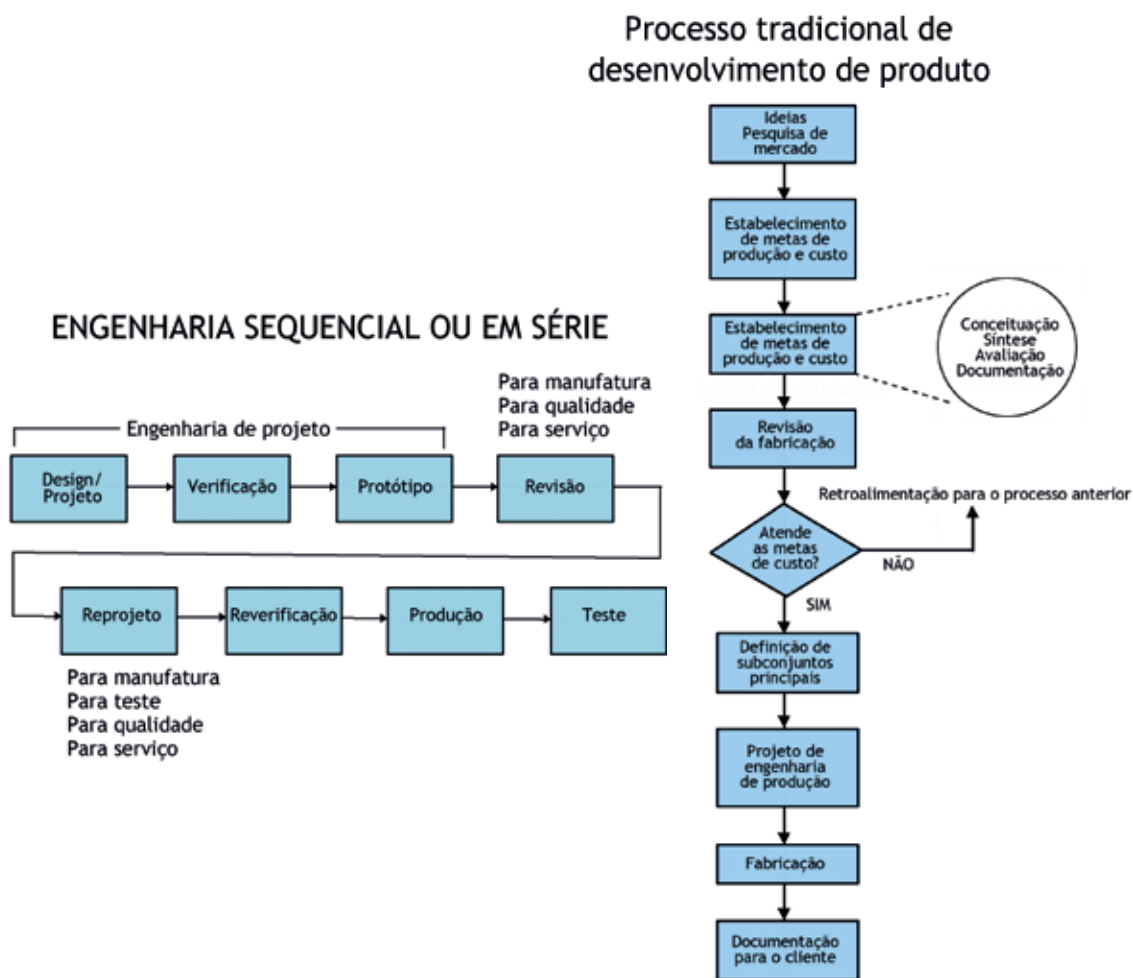 Processo tradicional de
desenvolvimento de produto
Ideias
Pesquisa de
mercado
Estabelecimento
de metas de
produção e custo
Estabelecimento
de metas de
produção e custo
Conceituação
Síntese
Avaliação
Documentação
Revisão
da fabricação
Retroalimentação para o processo anterior
Atende
as metas
de custo?
NÃO
SIM
Definição de
subconjuntos
principais
Projeto de
engenharia
de produção
Fabricação
Documentação
para o cliente
ENGENHARIA SEQUENCIAL OU EM SÉRIE
Para manufatura
Para qualidade
Para serviço
Engenharia de projeto
Design/
Projeto
Verificação
Protótipo
Revisão
Reprojeto
Reverificação
Produção
Teste
Para manufatura
Para teste
Para qualidade
Para serviço